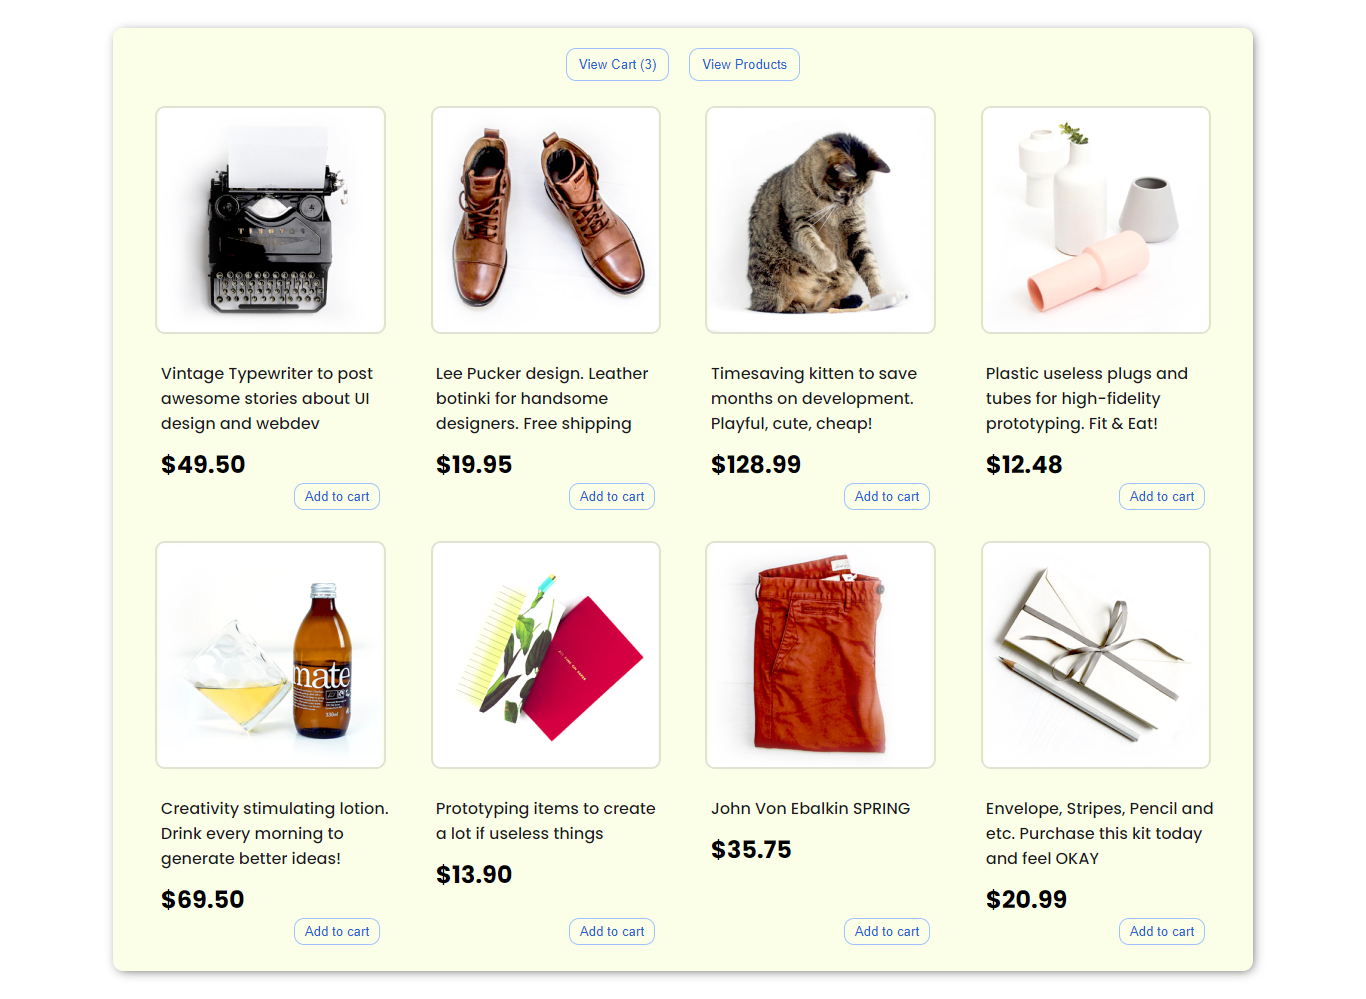 View Cart (3)
View Products
Vintage Typewriter to post
awesome stories about UI
design and webdev
$49.50
Add to cart
Lee Pucker design. Leather
botinki for handsome
designers. Free shipping
$19.95
Add to cart
Timesaving kitten to save
months on development.
Playful, cute, cheap!
$128.99
Add to cart
Plastic useless plugs and
tubes for high-fidelity
prototyping. Fit & Eat!
$12.48
Add to cart
mate
330ml
Creativity stimulating lotion.
Drink every morning to
generate better ideas!
$69.50
Add to cart
Prototyping items to create
a lot if useless things
$13.90
Add to cart
John Von Ebalkin SPRING
$35.75
Add to cart
Envelope, Stripes, Pencil and
etc. Purchase this kit today
and feel OKAY
$20.99
Add to cart